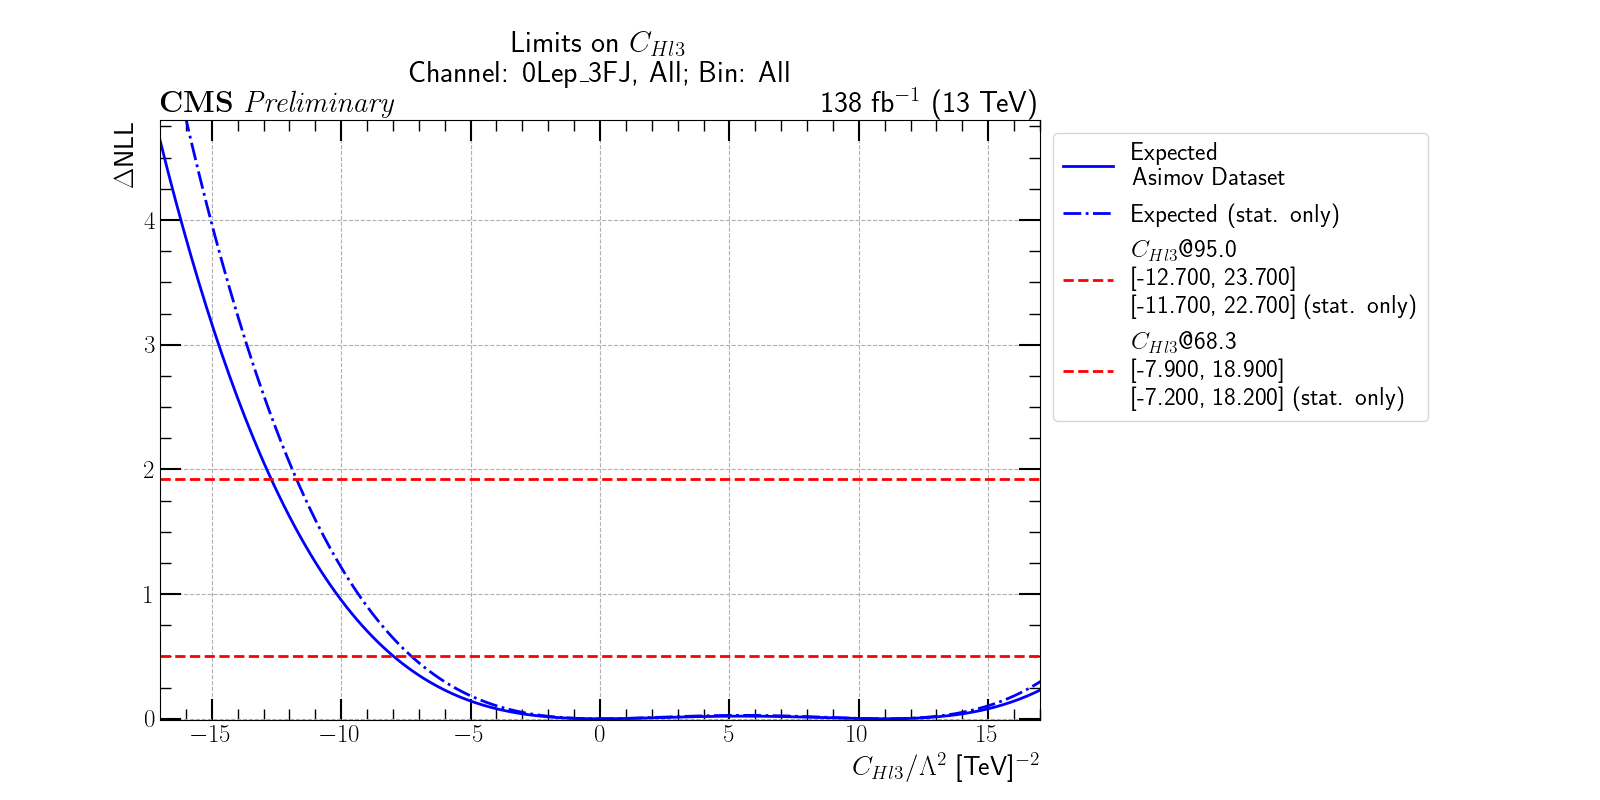 Limits on C_{Hl3}
Channel: 0Lep_3FJ, All; Bin: All
CMS Preliminary
138 fb^{−1} (13 TeV)
ΔNLL
4
3
2
1
0
−15 −10 −5 0 5 10 15
C_{Hl3}/Λ^2 [TeV]^{−2}
Expected
Asimov Dataset
Expected (stat. only)
C_{Hl3}@95.0
[-12.700, 23.700]
[-11.700, 22.700] (stat. only)
C_{Hl3}@68.3
[-7.900, 18.900]
[-7.200, 18.200] (stat. only)